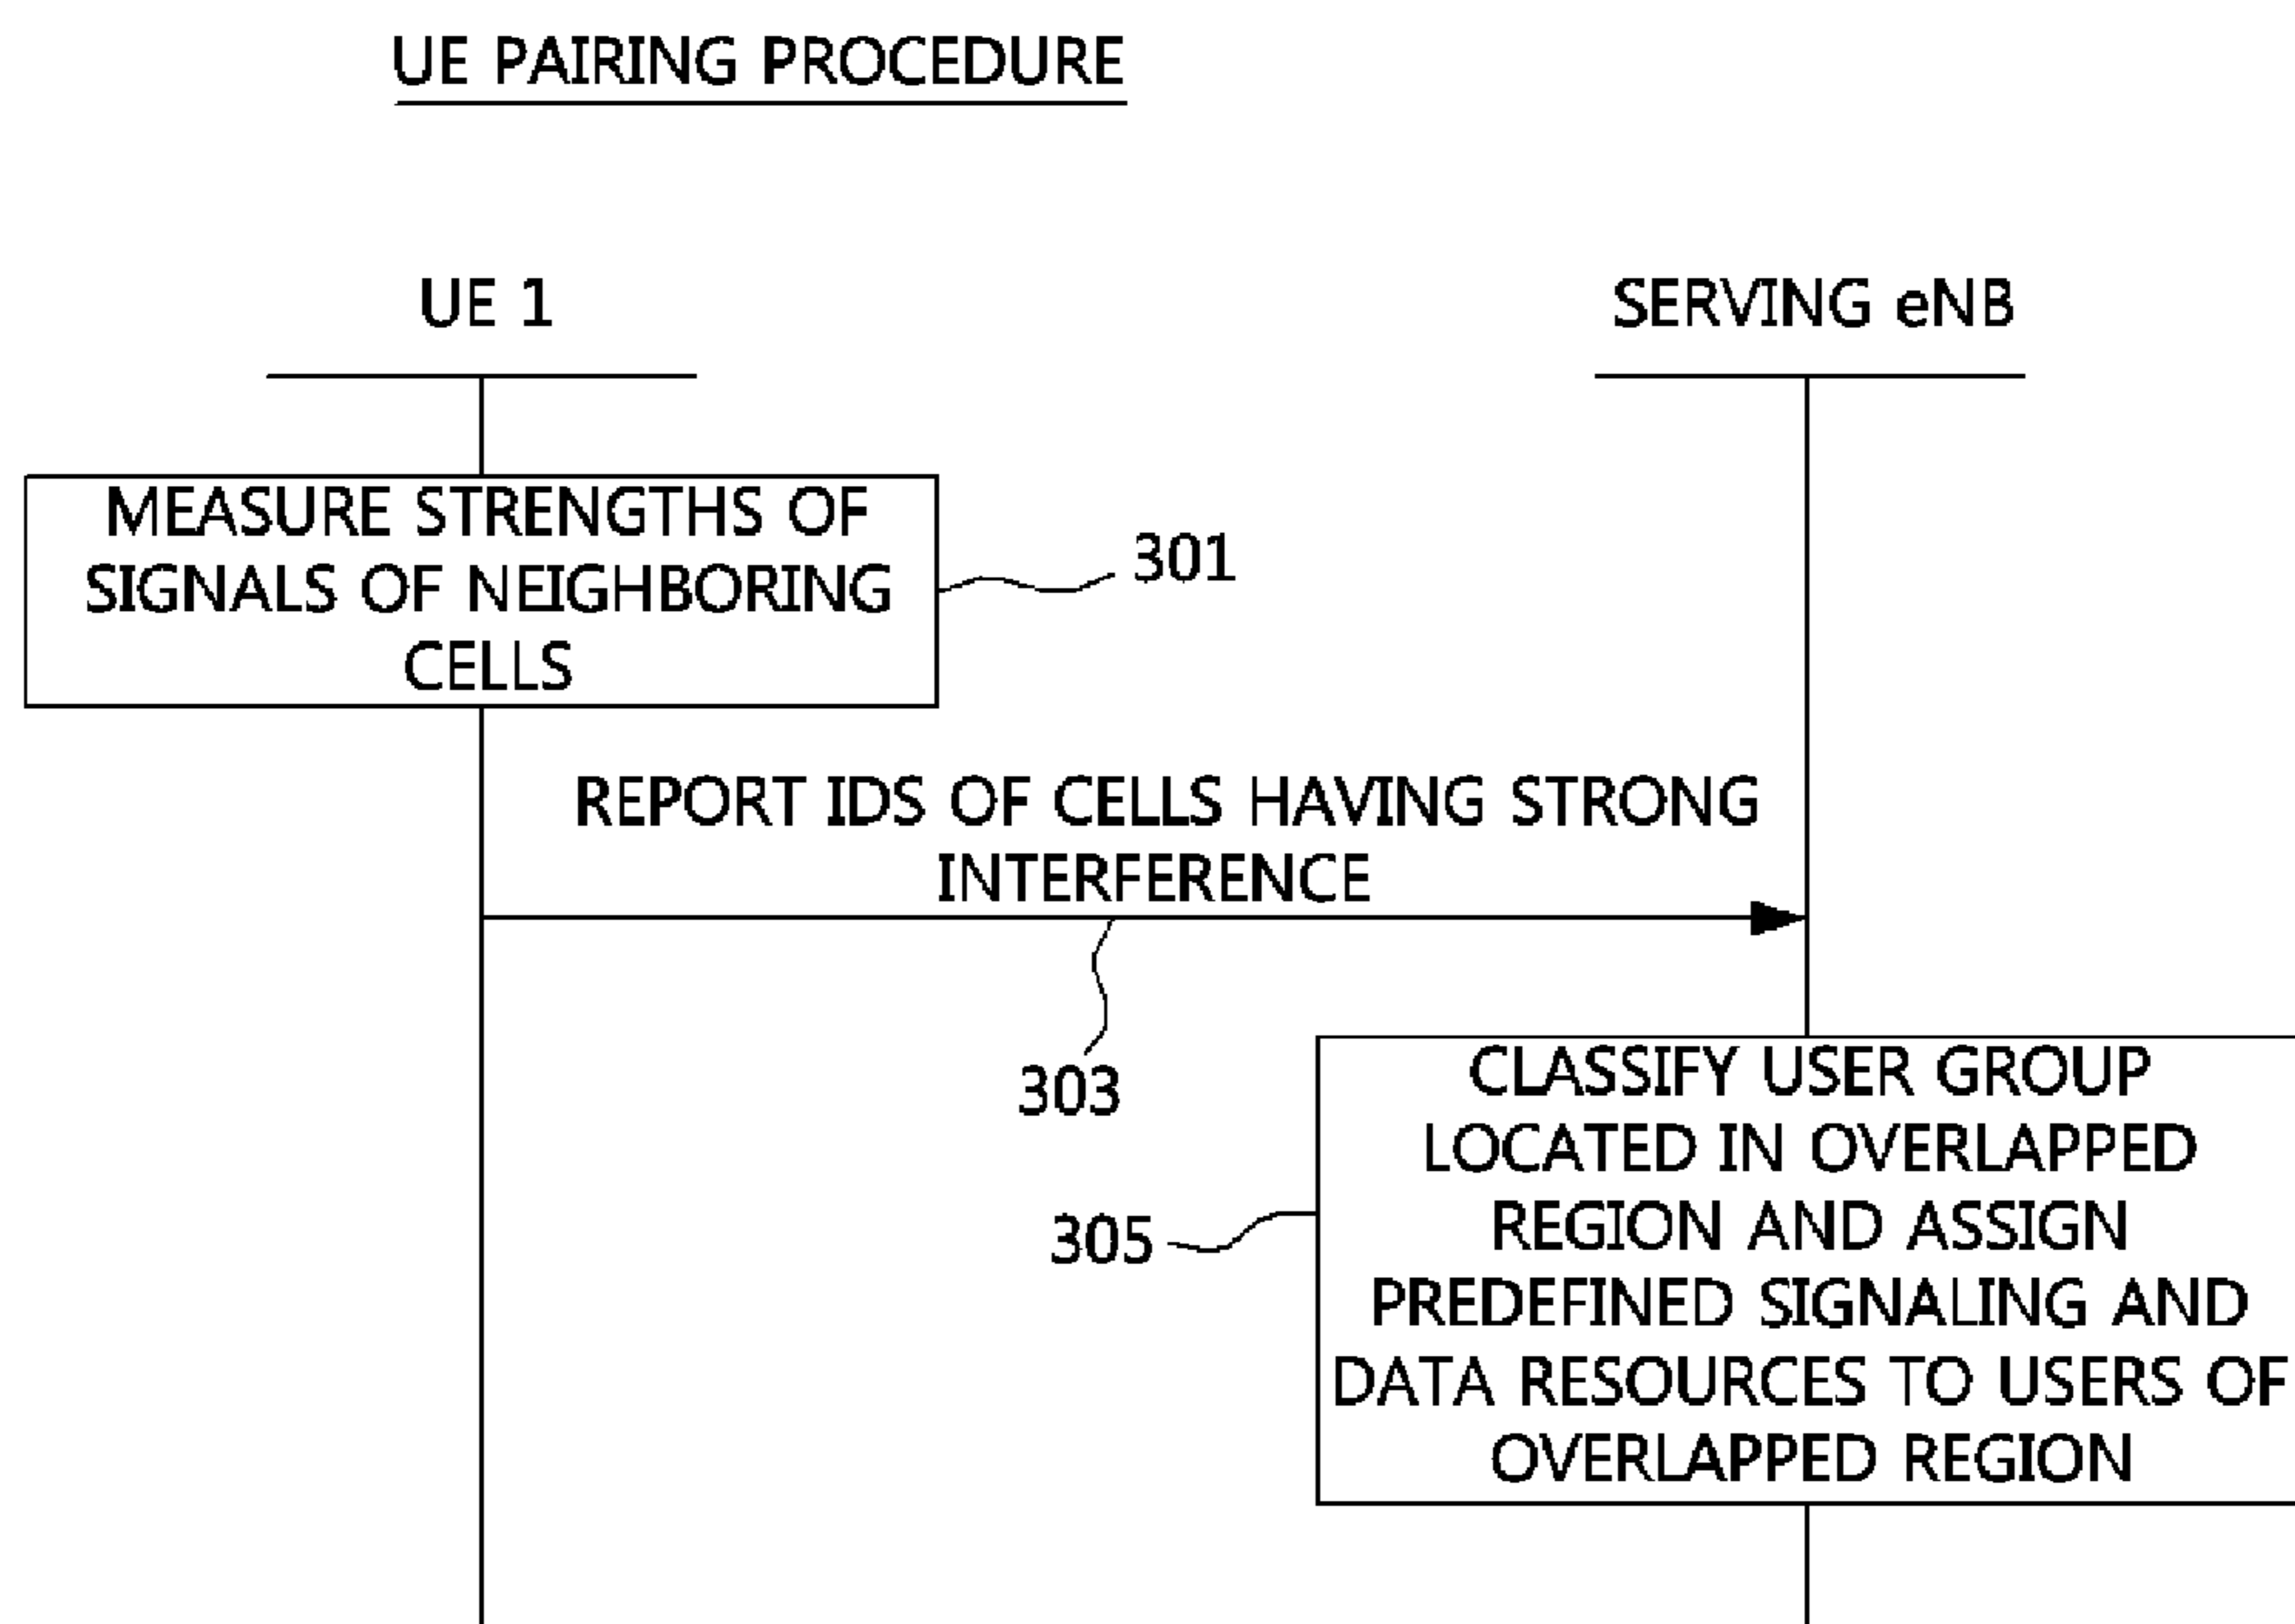 UE PAIRING PROCEDURE
UE 1
SERVING eNB
MEASURE STRENGTHS OF
SIGNALS OF NEIGHBORING
CELLS
301
REPORT IDS OF CELLS HAVING STRONG
INTERFERENCE
303
CLASSIFY USER GROUP
LOCATED IN OVERLAPPED
REGION AND ASSIGN
PREDEFINED SIGNALING AND
DATA RESOURCES TO USERS OF
OVERLAPPED REGION
305